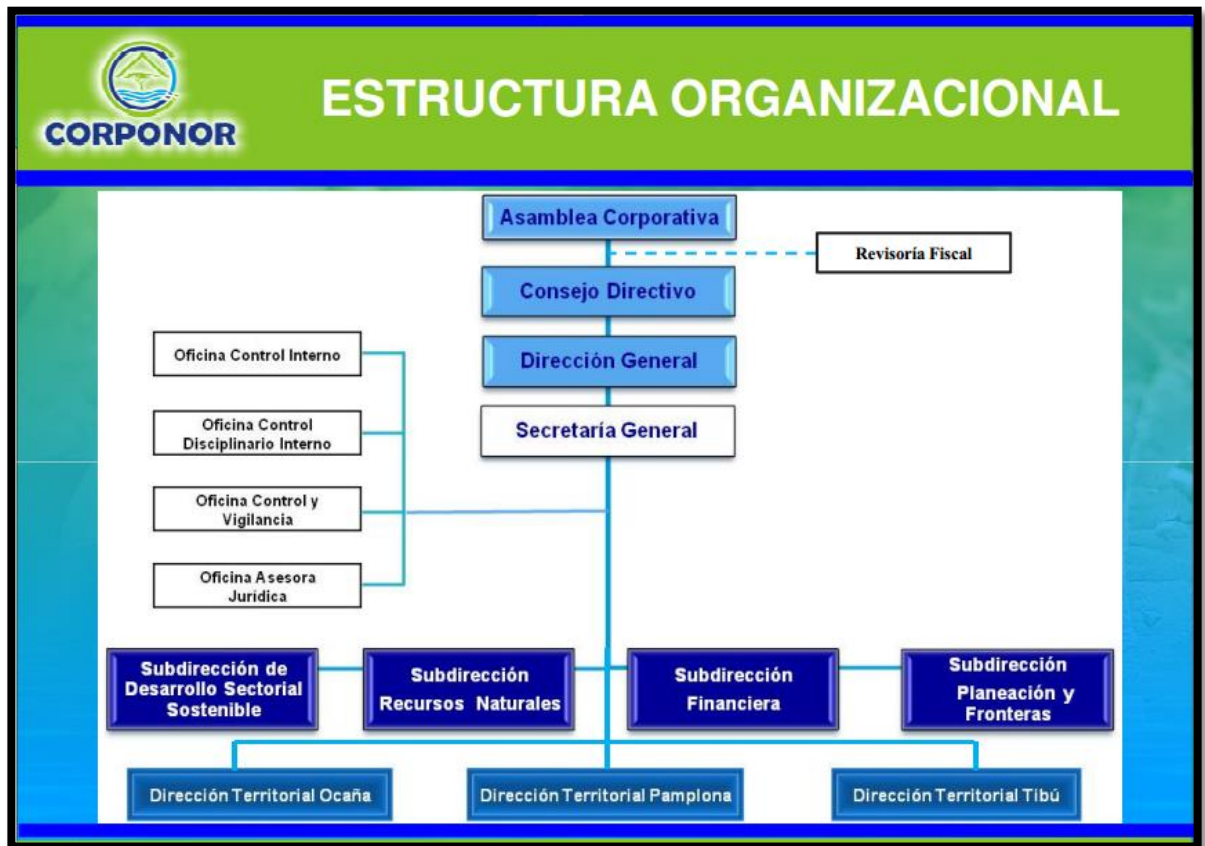 CORPONOR
ESTRUCTURA ORGANIZACIONAL
Asamblea Corporativa
Revisoría Fiscal
Consejo Directivo
Dirección General
Secretaría General
Oficina Control Interno
Oficina Control
Disciplinario Interno
Oficina Control y
Vigilancia
Oficina Asesora
Jurídica
Subdirección de
Desarrollo Sectorial
Sostenible
Subdirección
Recursos Naturales
Subdirección
Financiera
Subdirección
Planeación y
Fronteras
Dirección Territorial Ocaña
Dirección Territorial Pamplona
Dirección Territorial Tibú